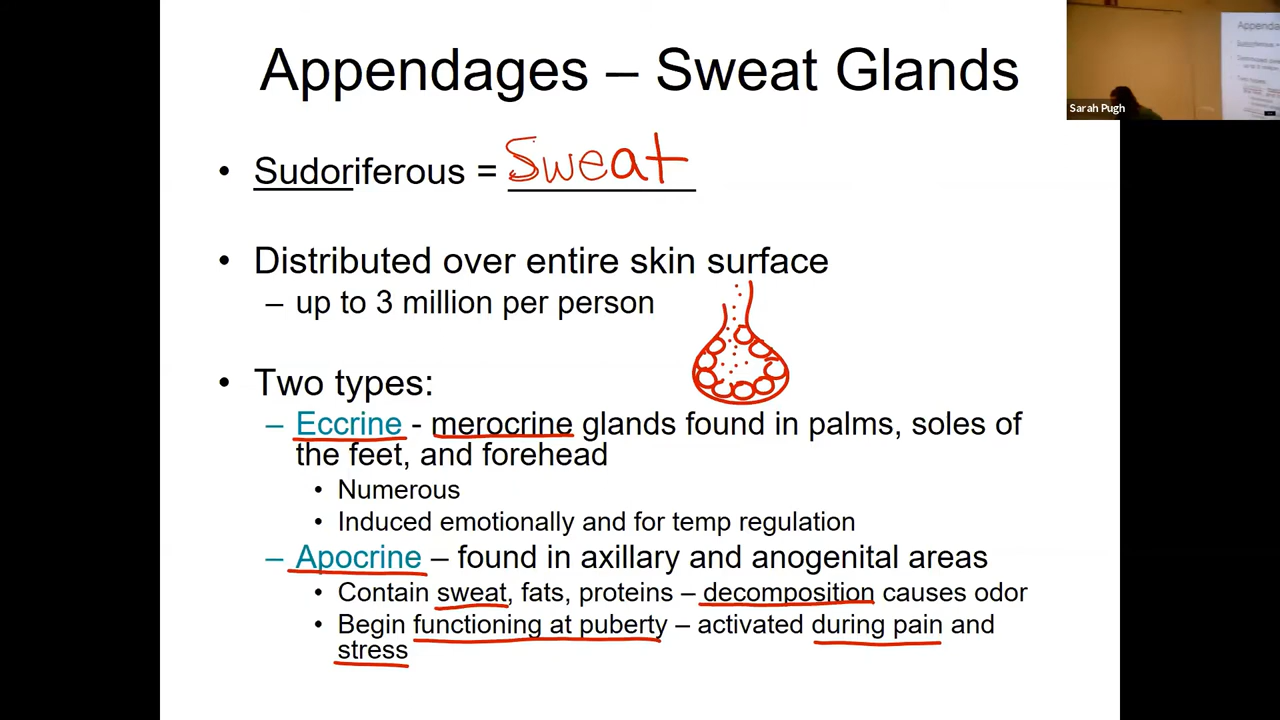 Appendages – Sweat Glands
Sarah Pugh
• Sudoriferous = Sweat
• Distributed over entire skin surface
– up to 3 million per person
• Two types:
– Eccrine - merocrine glands found in palms, soles of
the feet, and forehead
• Numerous
• Induced emotionally and for temp regulation
– Apocrine – found in axillary and anogenital areas
• Contain sweat, fats, proteins – decomposition causes odor
• Begin functioning at puberty – activated during pain and
stress